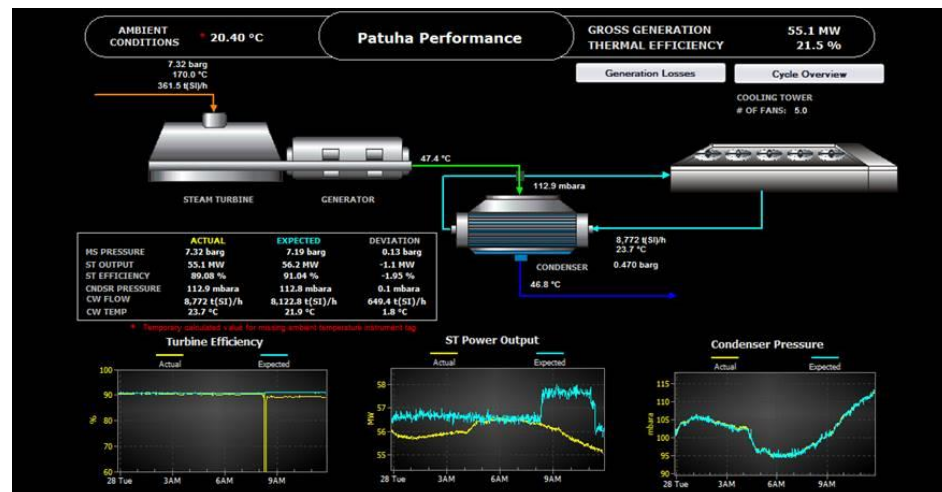 AMBIENT CONDITIONS * 20.40 °C
Patuha Performance
GROSS GENERATION 55.1 MW
THERMAL EFFICIENCY 21.5 %
Generation Losses
Cycle Overview
7.32 barg
170.0 °C
361.5 t(SI)/h
COOLING TOWER
# OF FANS: 5.0
47.4 °C
112.9 mbara
STEAM TURBINE
GENERATOR
8,772 t(SI)/h
23.7 °C
0.470 barg
CONDENSER
46.8 °C
ACTUAL EXPECTED DEVIATION
MS PRESSURE 7.32 barg 7.19 barg 0.13 barg
ST OUTPUT 55.1 MW 56.2 MW -1.1 MW
ST EFFICIENCY 89.08 % 91.04 % -1.95 %
CNDSR PRESSURE 112.9 mbara 112.8 mbara 0.1 mbara
CW FLOW 8,772 t(SI)/h 8,122.8 t(SI)/h 649.4 t(SI)/h
CW TEMP 23.7 °C 21.9 °C 1.8 °C
* Temporary calculated value for missing ambient temperature instrument tag
Turbine Efficiency
Actual Expected
100
90
80
70
60
%
28 Tue 3AM 6AM 9AM
ST Power Output
Actual Expected
58
57
56
55
MW
28 Tue 3AM 6AM 9AM
Condenser Pressure
Actual Expected
115
110
105
100
95
90
mbara
28 Tue 3AM 6AM 9AM